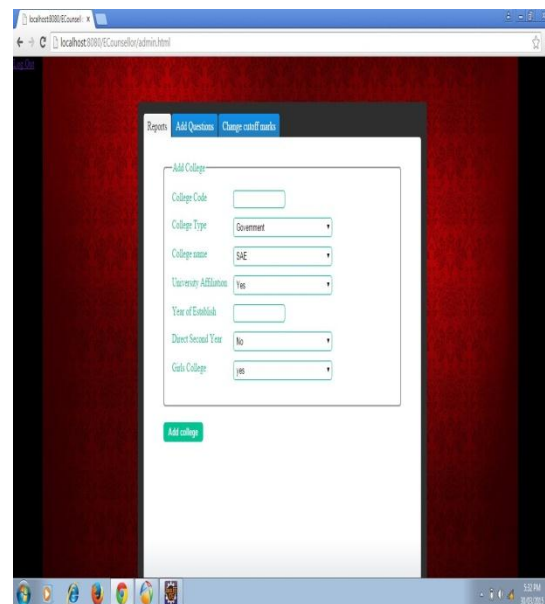 localhost:8080/ECounsello
localhost:8080/ECounsellor/admin.html
Log Out
Reports Add Questions Change cutoff marks
Add College
College Code
College Type Government
College name SAE
University Affiliation Yes
Year of Establish
Direct Second Year No
Girls College yes
Add college
5:52 PM